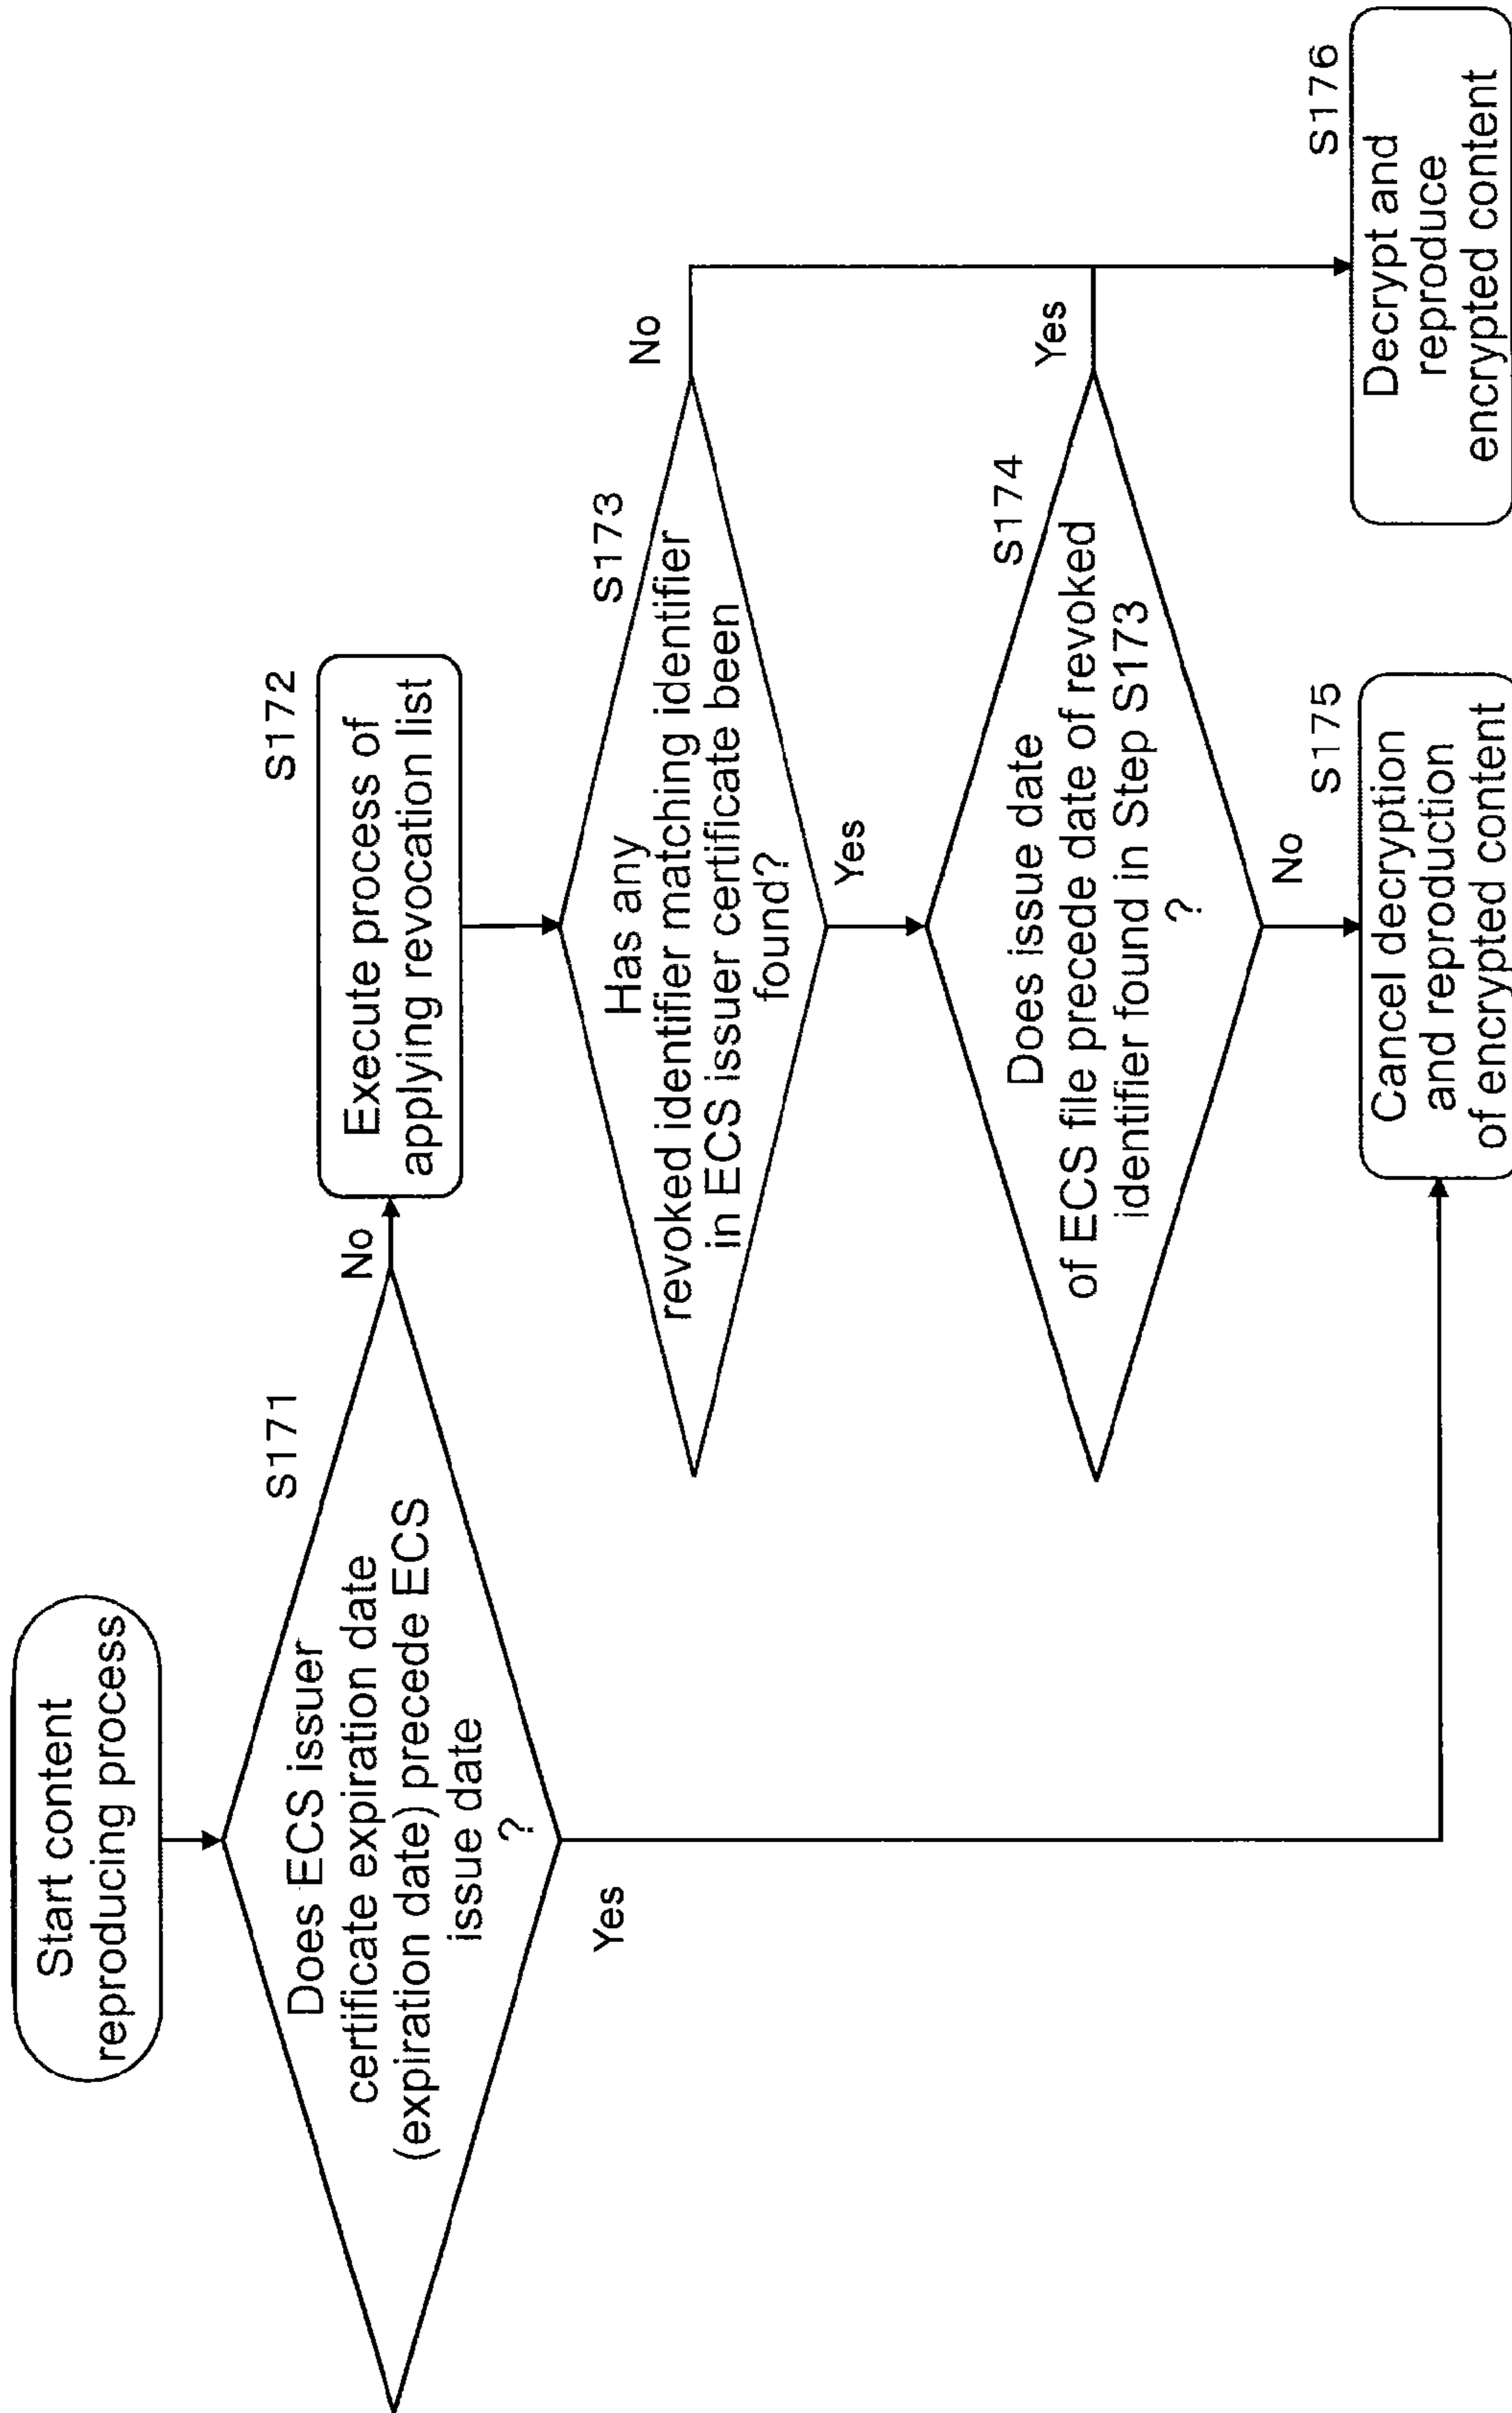 Start content
reproducing process
S171
Does ECS issuer
certificate expiration date
(expiration date) precede ECS
issue date
?
No
Yes
S172
Execute process of
applying revocation list
S173
Has any
revoked identifier matching identifier
in ECS issuer certificate been
found?
No
Yes
S174
Does issue date
of ECS file precede date of revoked
identifier found in Step S173
?
Yes
No
S175
Cancel decryption
and reproduction
of encrypted content
S176
Decrypt and
reproduce
encrypted content